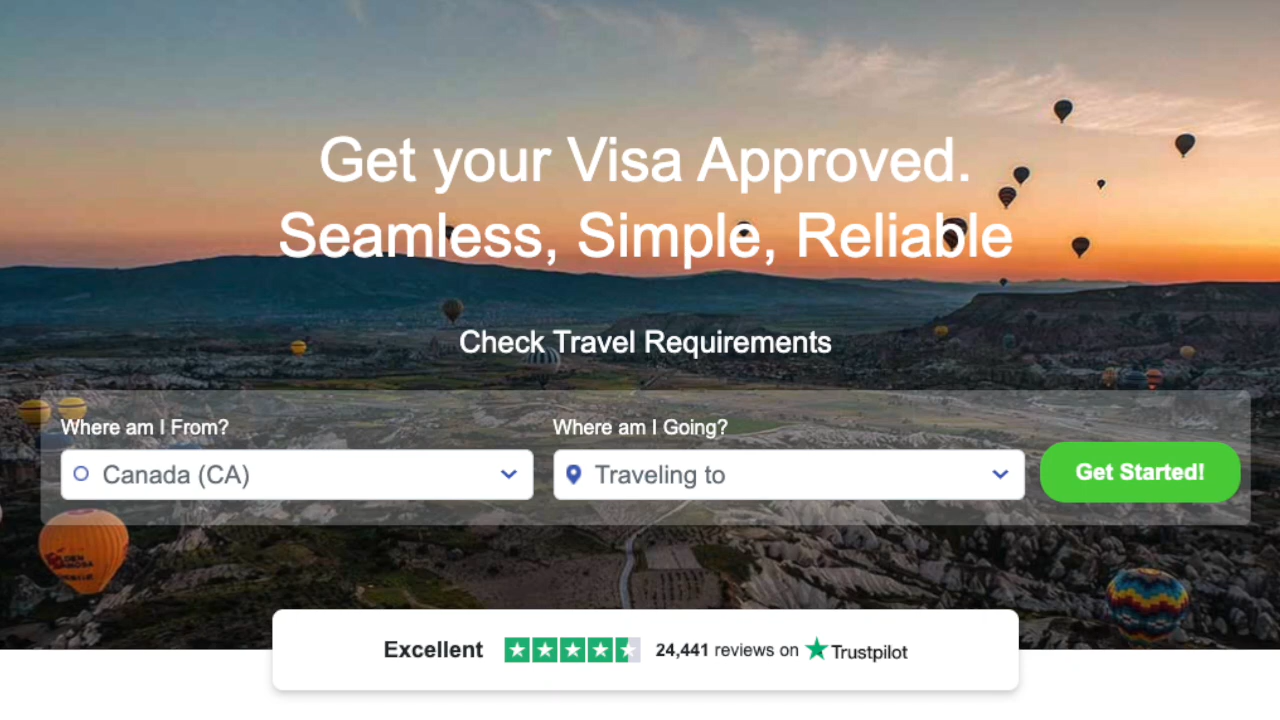 Get your Visa Approved.
Seamless, Simple, Reliable
Check Travel Requirements
Where am I From?
Where am I Going?
Canada (CA)
Traveling to
Get Started!
Excellent
24,441 reviews on Trustpilot